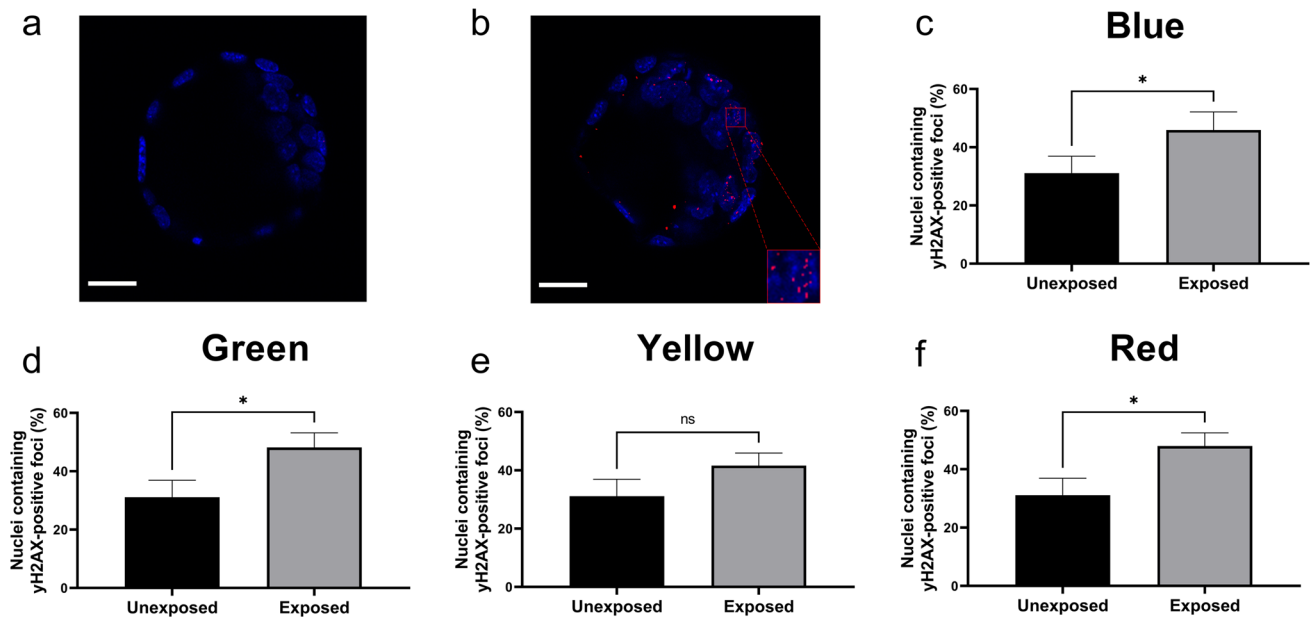 a
b
c
Blue
Nuclei containing
yH2AX-positive foci (%)
60
40
20
0
*
Unexposed
Exposed
d
Green
Nuclei containing
yH2AX-positive foci (%)
60
40
20
0
*
Unexposed
Exposed
e
Yellow
Nuclei containing
yH2AX-positive foci (%)
60
40
20
0
ns
Unexposed
Exposed
f
Red
Nuclei containing
yH2AX-positive foci (%)
60
40
20
0
*
Unexposed
Exposed